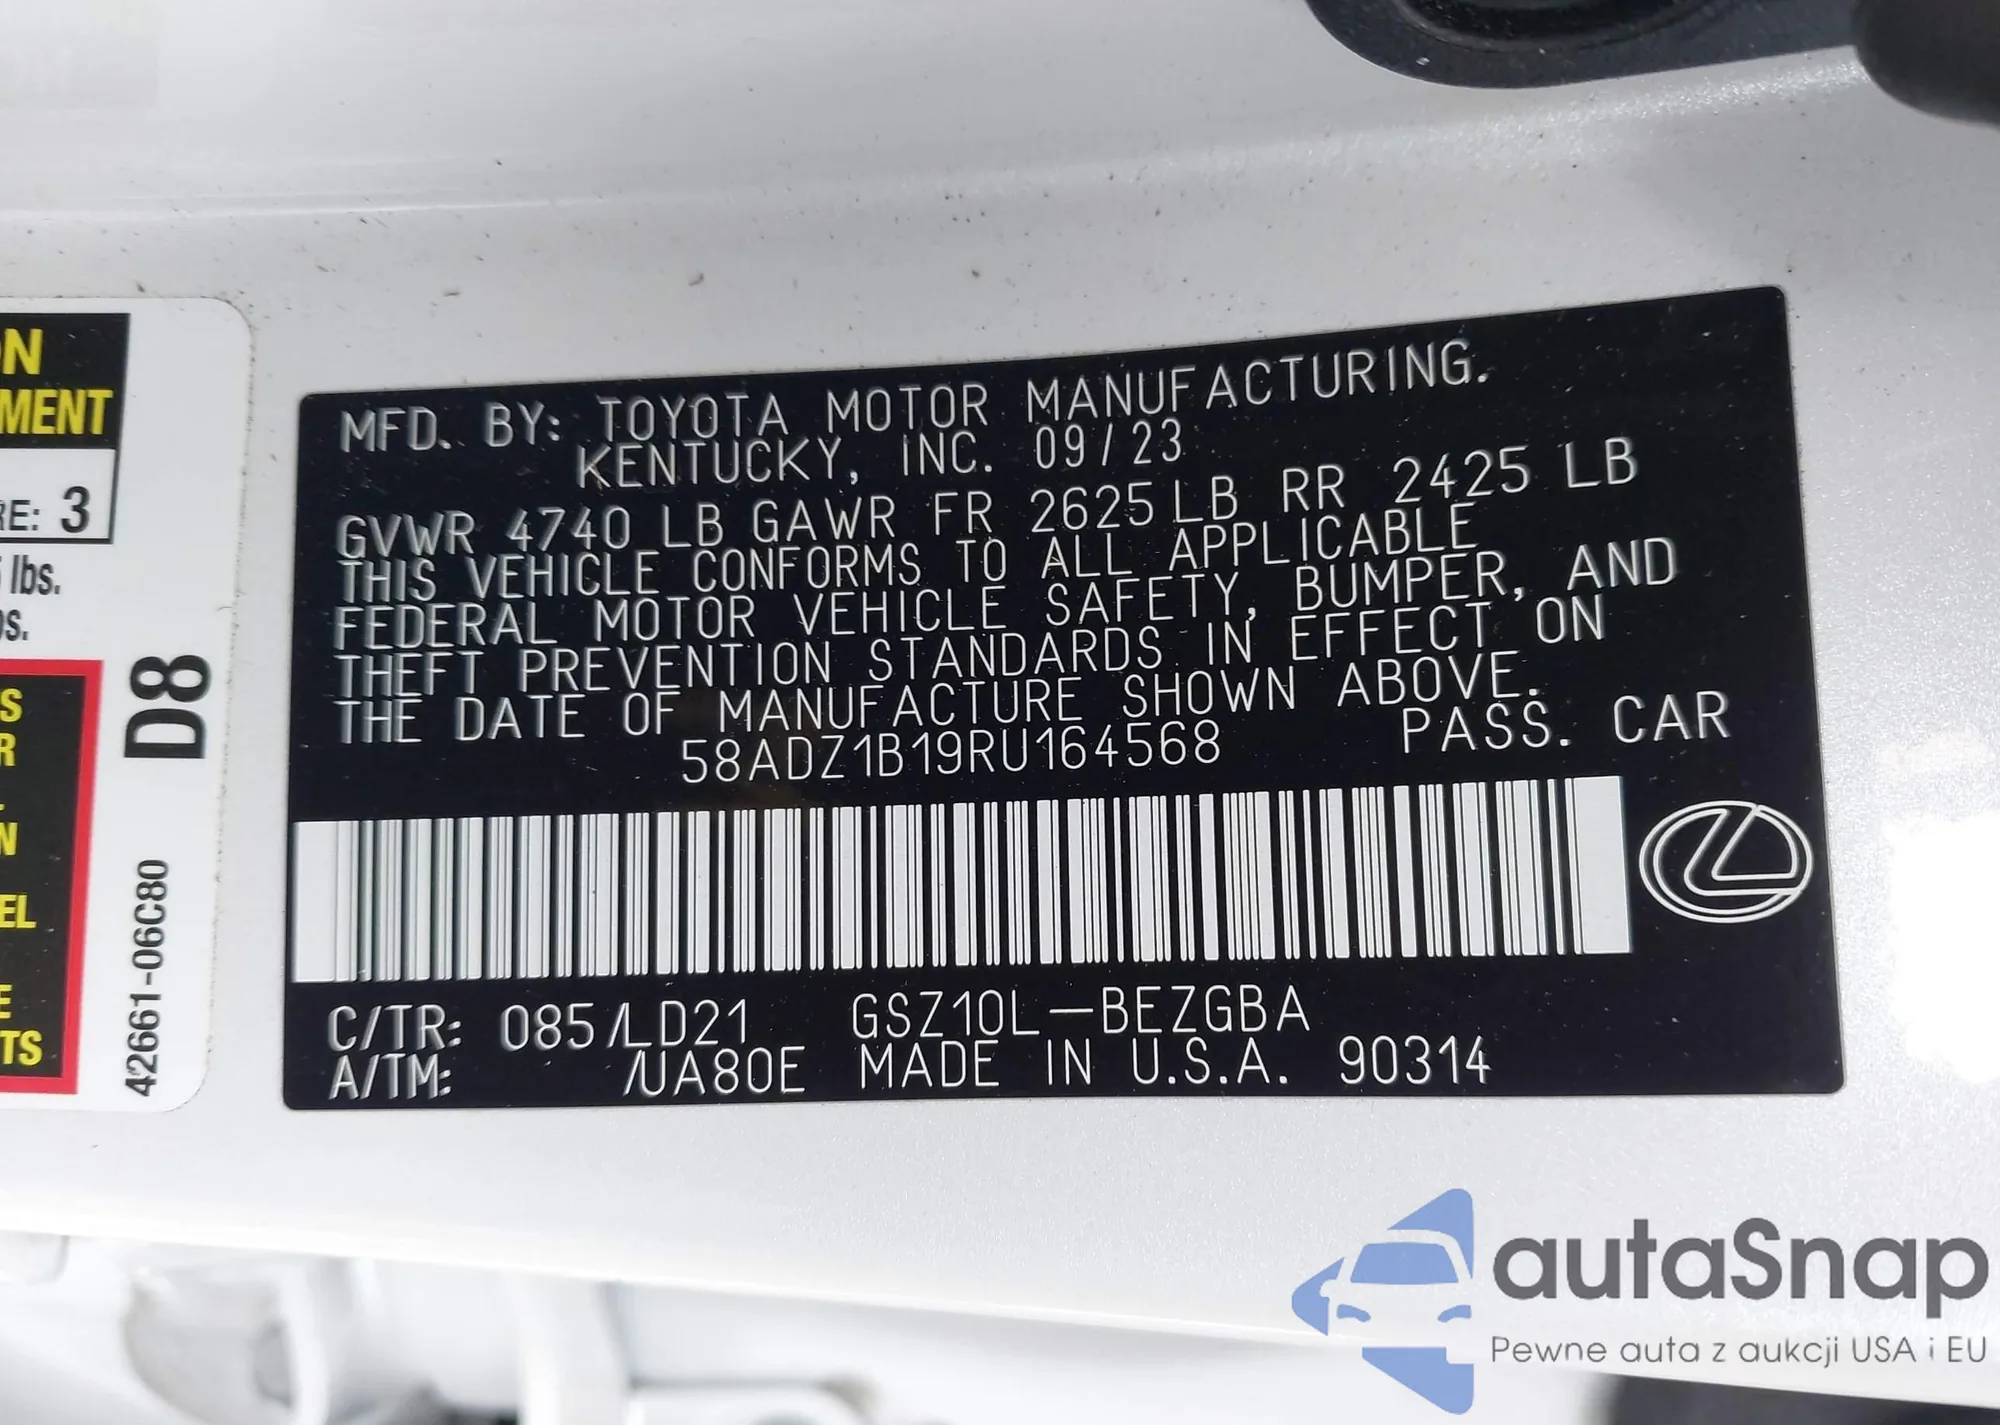 MENT
RE: 3
lbs.
D8
42661-06C80
MFD. BY: TOYOTA MOTOR MANUFACTURING.
KENTUCKY, INC. 09/23
GVWR 4740 LB GAWR FR 2625 LB RR 2425 LB
THIS VEHICLE CONFORMS TO ALL APPLICABLE
FEDERAL MOTOR VEHICLE SAFETY, BUMPER, AND
THEFT PREVENTION STANDARDS IN EFFECT ON
THE DATE OF MANUFACTURE SHOWN ABOVE.
58ADZ1B19RU164568 PASS. CAR
C/TR: 085/LD21 GSZ10L-BEZGBA
A/TM: /UA80E MADE IN U.S.A. 90314
autaSnap
Pewne auta z aukcji USA i EU